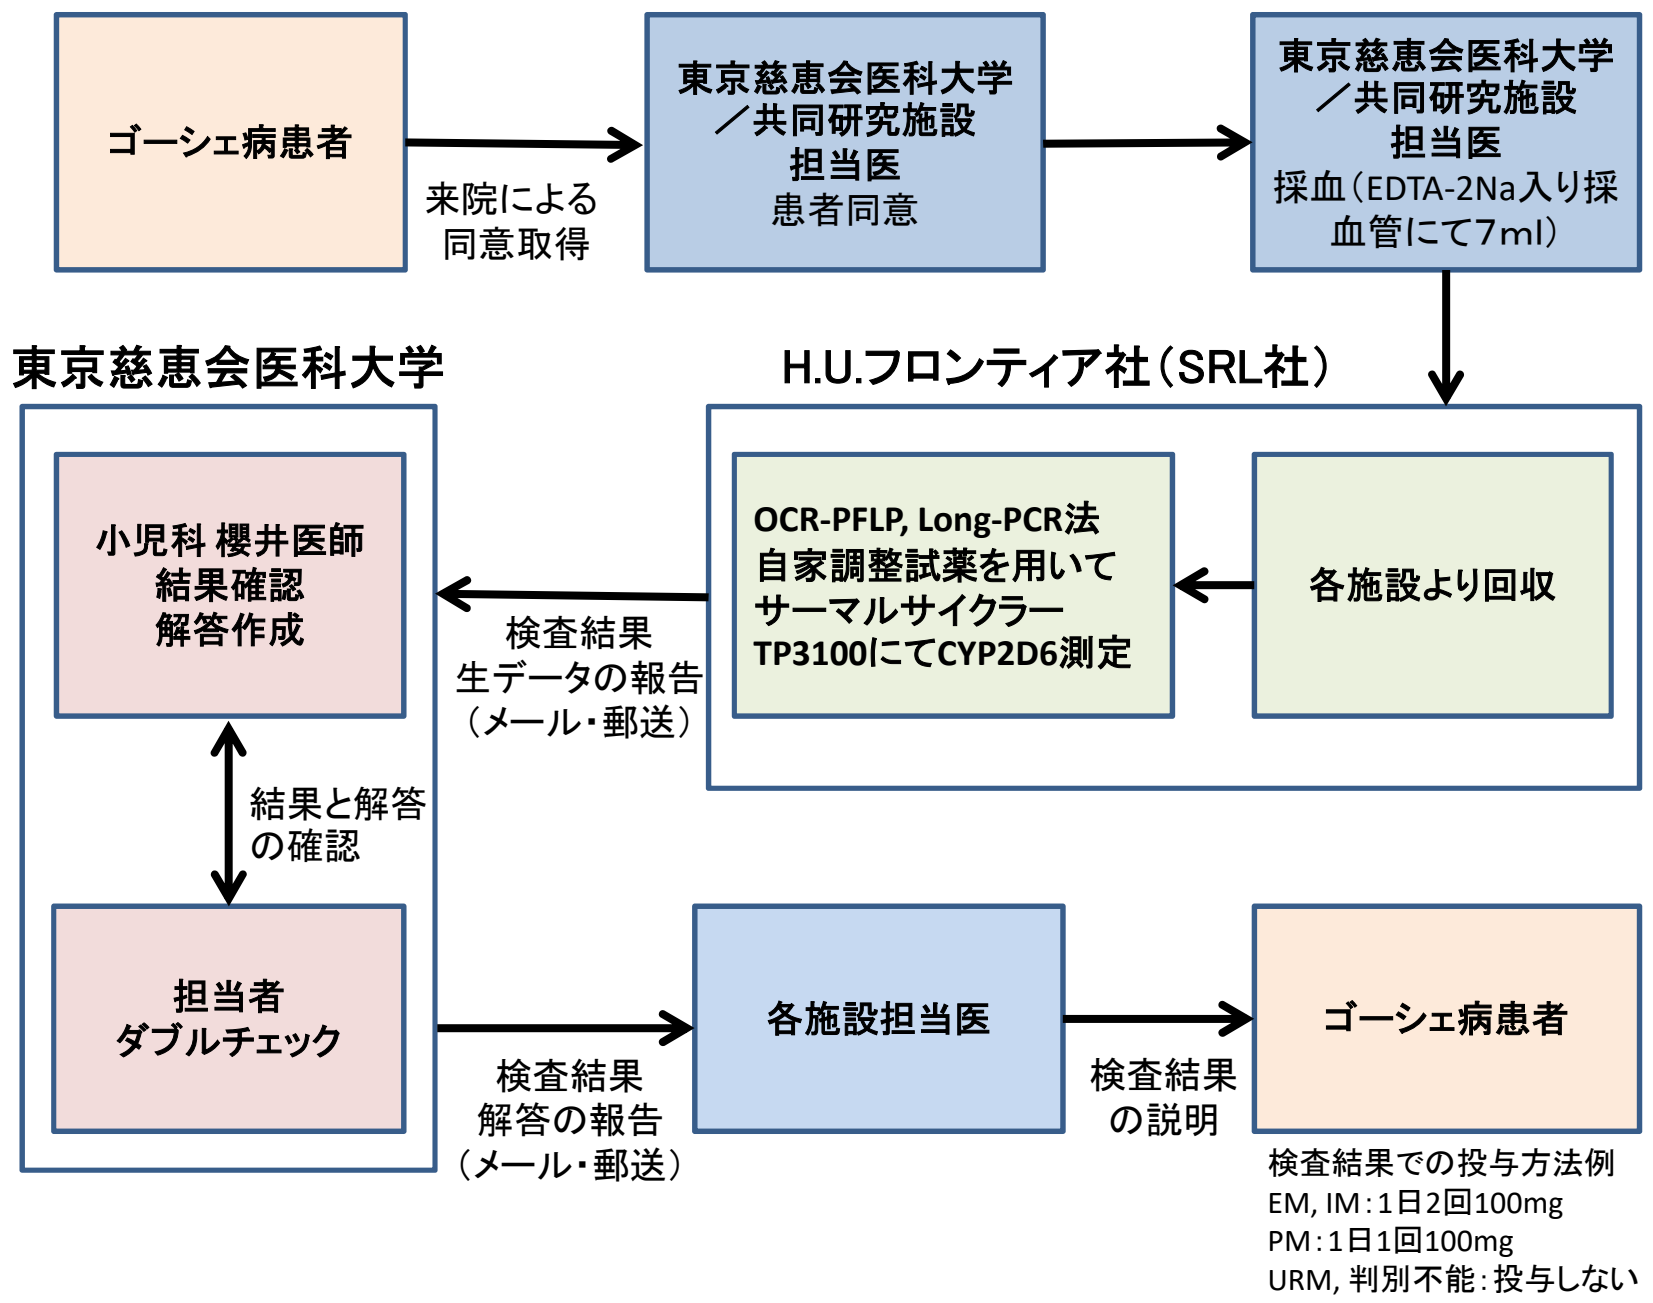 ゴーシェ病患者
来院による
同意取得
東京慈恵会医科大学
／共同研究施設
担当医
患者同意
東京慈恵会医科大学
／共同研究施設
担当医
採血（EDTA-2Na入り採
血管にて7ml）
H.U.フロンティア社（SRL社）
各施設より回収
OCR-PFLP, Long-PCR法
自家調整試薬を用いて
サーマルサイクラー
TP3100にてCYP2D6測定
検査結果
生データの報告
（メール・郵送）
東京慈恵会医科大学
小児科 櫻井医師
結果確認
解答作成
結果と解答
の確認
担当者
ダブルチェック
検査結果
解答の報告
（メール・郵送）
各施設担当医
検査結果
の説明
ゴーシェ病患者
検査結果での投与方法例
EM, IM：1日2回100mg
PM：1日1回100mg
URM, 判別不能：投与しない